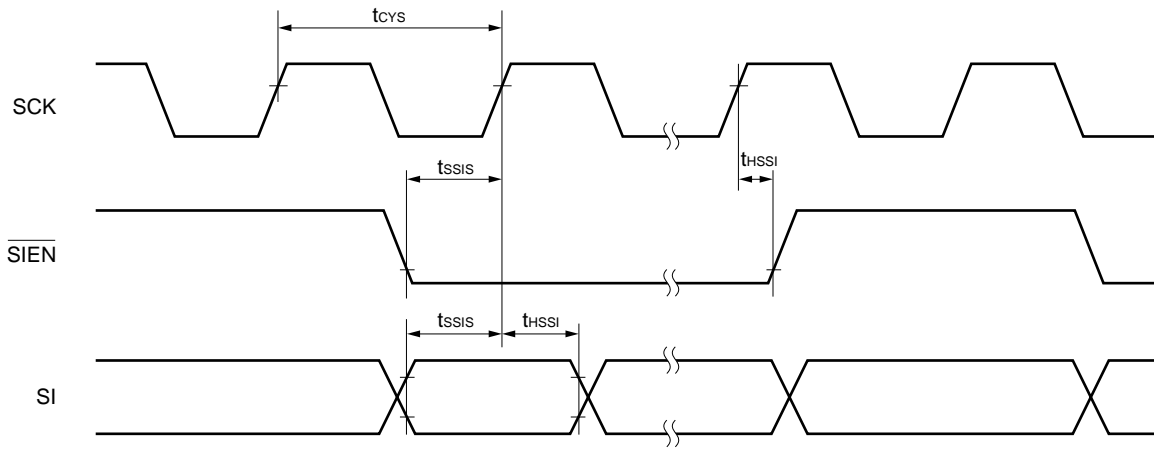 tCYS
SCK
tSSIS
tHSSI
SIEN
tSSIS
tHSSI
SI